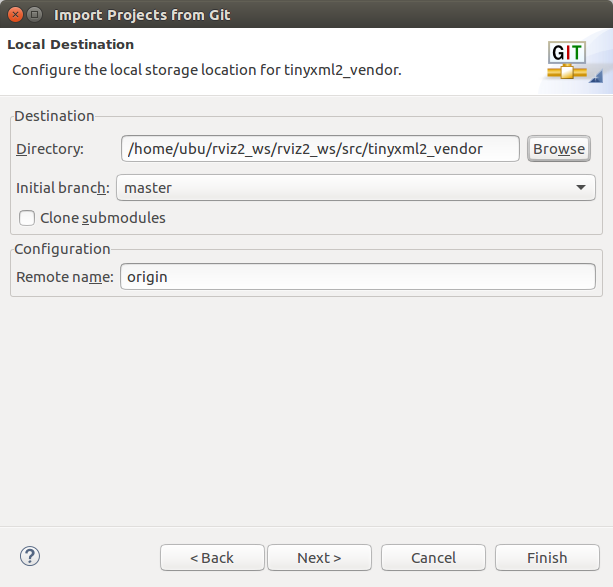 Import Projects from Git
Local Destination
Configure the local storage location for tinyxml2_vendor.
GIT
Destination
Directory: /home/ubu/rviz2_ws/rviz2_ws/src/tinyxml2_vendor Browse
Initial branch: master
Clone submodules
Configuration
Remote name: origin
? < Back Next > Cancel Finish